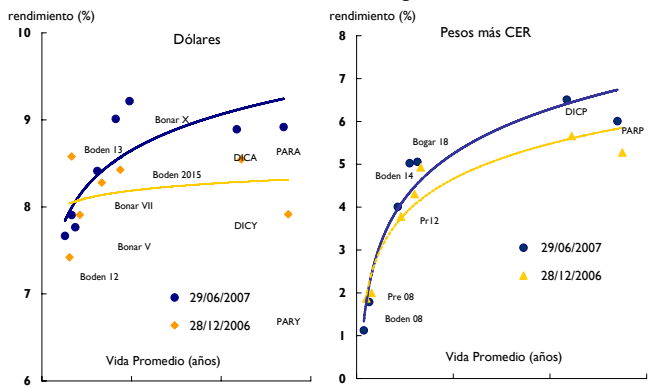 rendimiento (%)
Dólares
10
9
8
7
6
Bonar X
Boden 13
DICA
PARA
Boden 2015
Bonar VII
DICY
Bonar V
Boden 12
29/06/2007
28/12/2006
PARY
Vida Promedio (años)
rendimiento (%)
Pesos más CER
8
7
6
5
4
3
2
1
0
DICP
PARP
Bogar 18
Boden 14
Pr12
29/06/2007
28/12/2006
Pre 08
Boden 08
Vida Promedio (años)